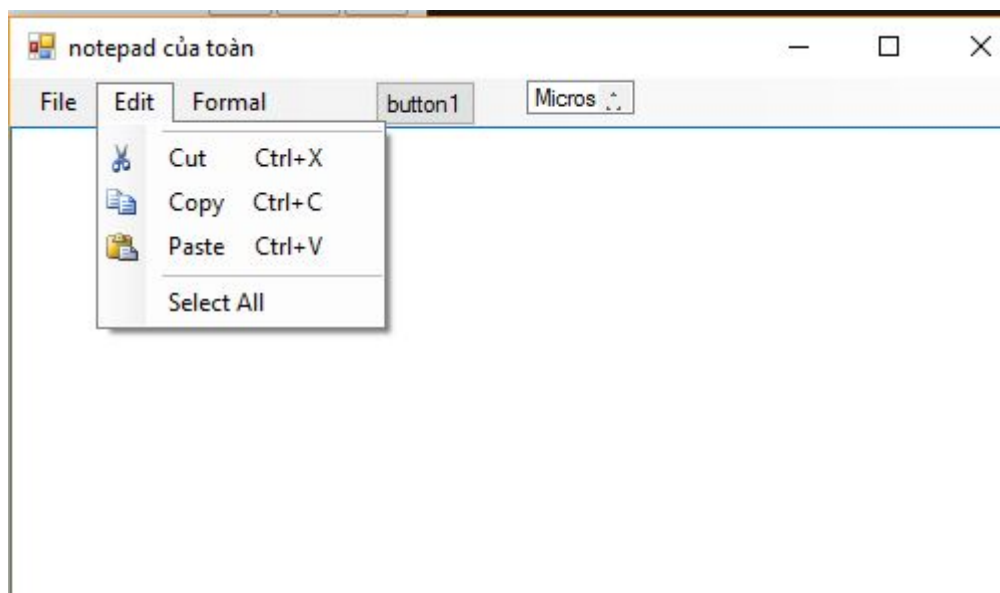 notepad của toàn
File Edit Formal button1 Micros
Cut Ctrl+X
Copy Ctrl+C
Paste Ctrl+V
Select All